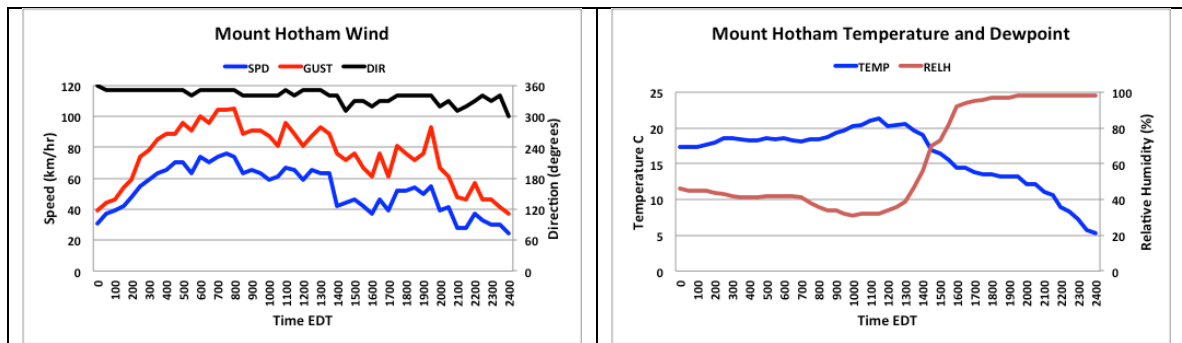 Mount Hotham Wind
SPD GUST DIR
120 360
100 300
80 240
60 180
40 120
20 60
0 0
Speed (km/hr)
Direction (degrees)
0 100 200 300 400 500 600 700 800 900 1000 1100 1200 1300 1400 1500 1600 1700 1800 1900 2000 2100 2200 2300 2400
Time EDT
Mount Hotham Temperature and Dewpoint
TEMP RELH
25 100
20 80
15 60
10 40
5 20
0 0
Temperature C
Relative Humidity (%)
0 100 200 300 400 500 600 700 800 900 1000 1100 1200 1300 1400 1500 1600 1700 1800 1900 2000 2100 2200 2300 2400
Time EDT